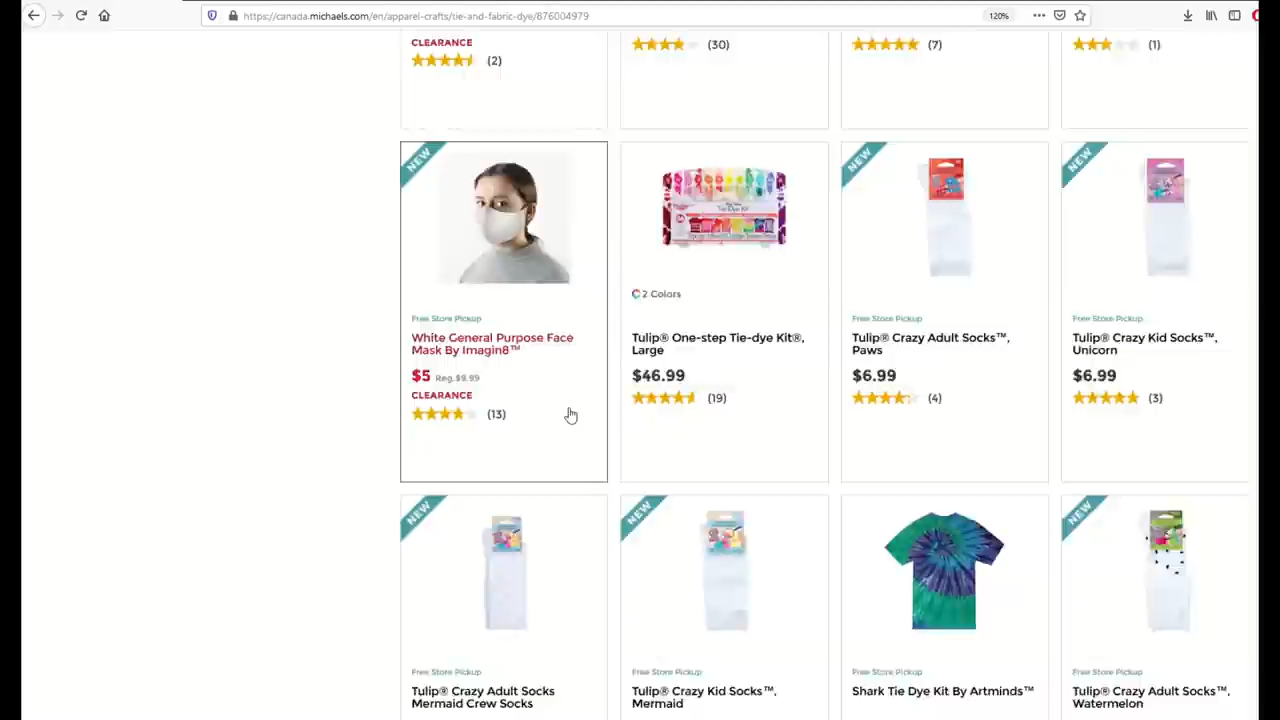 https://canada.michaels.com/en/apparel-crafts/tie-and-fabric-dye/876004979
120%
CLEARANCE
(2)
(30)
(7)
(1)
NEW
NEW
NEW
Tie Dye Kit
2 Colors
Free Store Pickup
White General Purpose Face
Mask By Imagin8™
$5 Reg.$9.99
CLEARANCE
(13)
Tulip® One-step Tie-dye Kit®,
Large
$46.99
(19)
Free Store Pickup
Tulip® Crazy Adult Socks™,
Paws
$6.99
(4)
Free Store Pickup
Tulip® Crazy Kid Socks™,
Unicorn
$6.99
(3)
NEW
NEW
NEW
Free Store Pickup
Tulip® Crazy Adult Socks
Mermaid Crew Socks
Free Store Pickup
Tulip® Crazy Kid Socks™,
Mermaid
Free Store Pickup
Shark Tie Dye Kit By Artminds™
Free Store Pickup
Tulip® Crazy Adult Socks™,
Watermelon